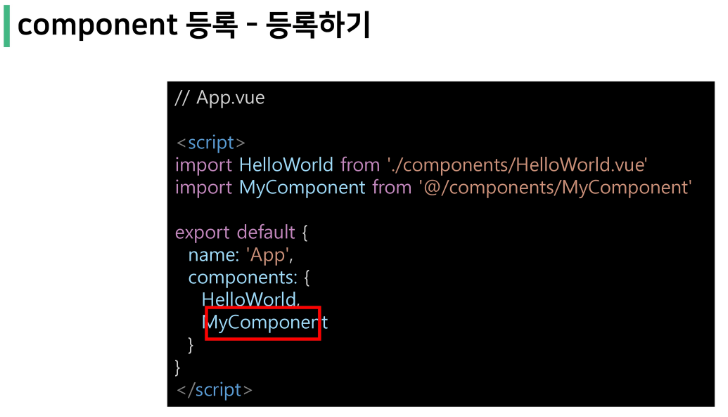 component 등록 - 등록하기
// App.vue
<script>
import HelloWorld from './components/HelloWorld.vue'
import MyComponent from '@/components/MyComponent'
export default {
name: 'App',
components: {
HelloWorld,
MyComponent
}
}
</script>